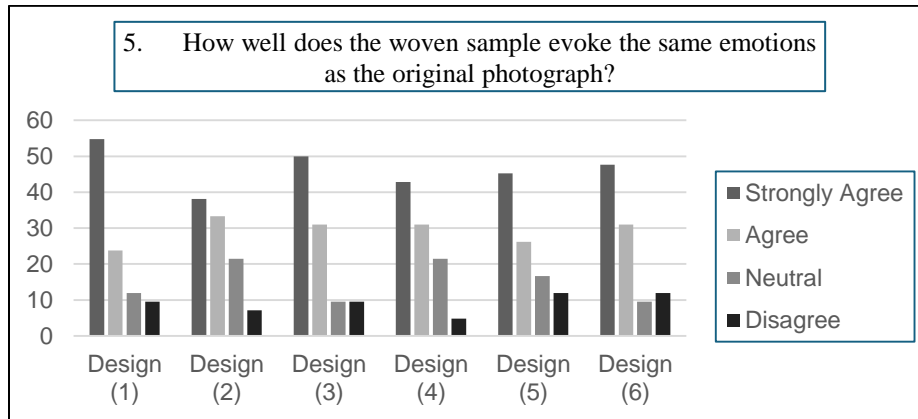 5. How well does the woven sample evoke the same emotions
as the original photograph?
60
50
40
30
20
10
0
Design
(1)
Design
(2)
Design
(3)
Design
(4)
Design
(5)
Design
(6)
Strongly Agree
Agree
Neutral
Disagree